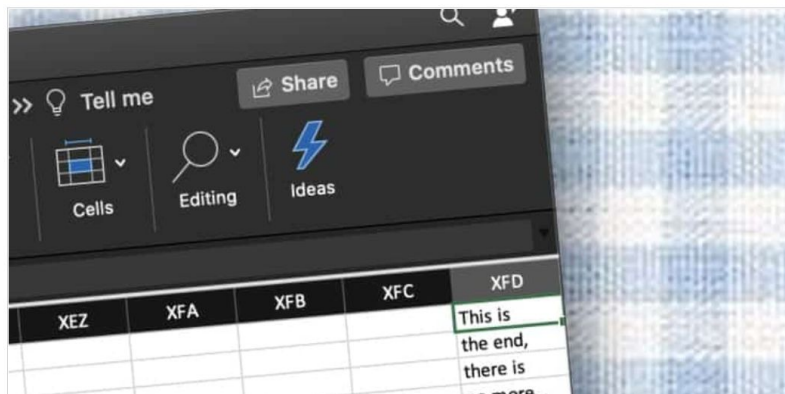 Tell me
Share
Comments
Cells
Editing
Ideas
XEZ
XFA
XFB
XFC
XFD
This is
the end,
there is